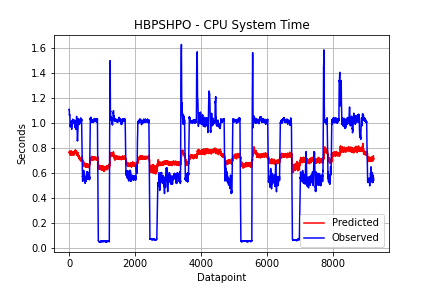 HBPSHPO - CPU System Time
1.6
1.4
1.2
1.0
0.8
0.6
0.4
0.2
0.0
Seconds
Predicted
Observed
0 2000 4000 6000 8000
Datapoint